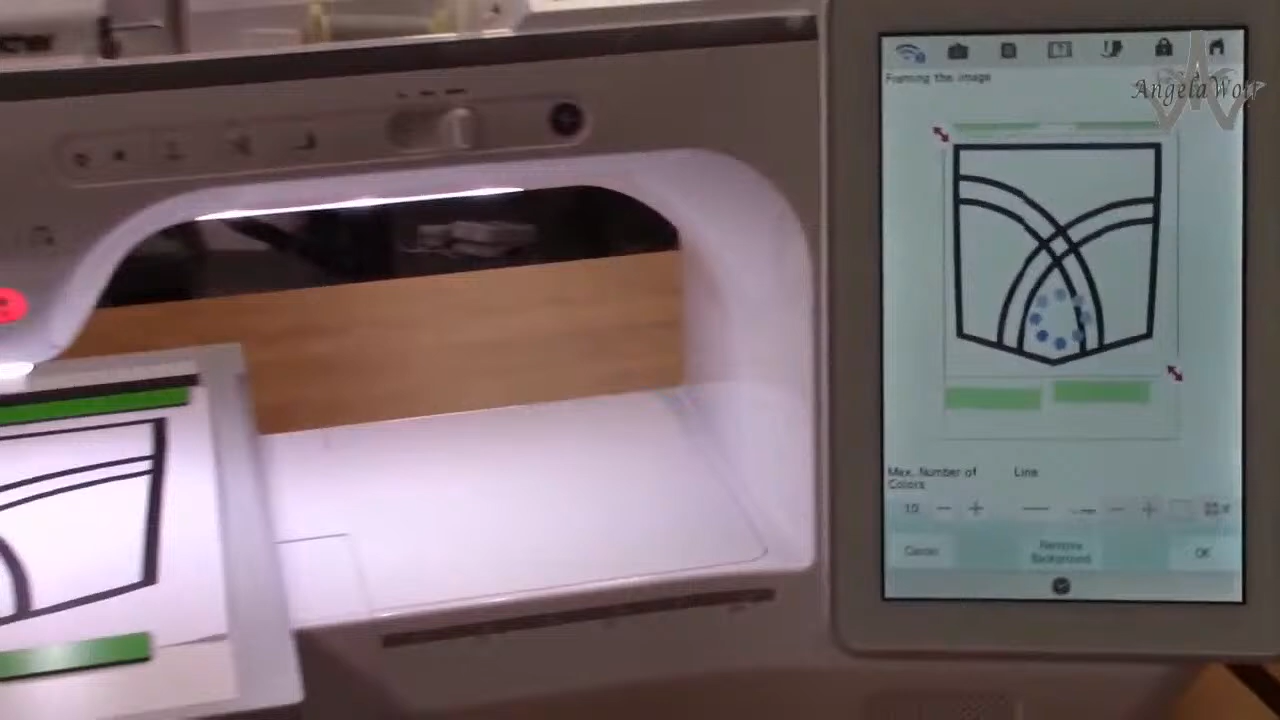 Framing the image
Angela Wolf
Max. Number of
Colors
Line
10
Cancel
Remove
Background
OK